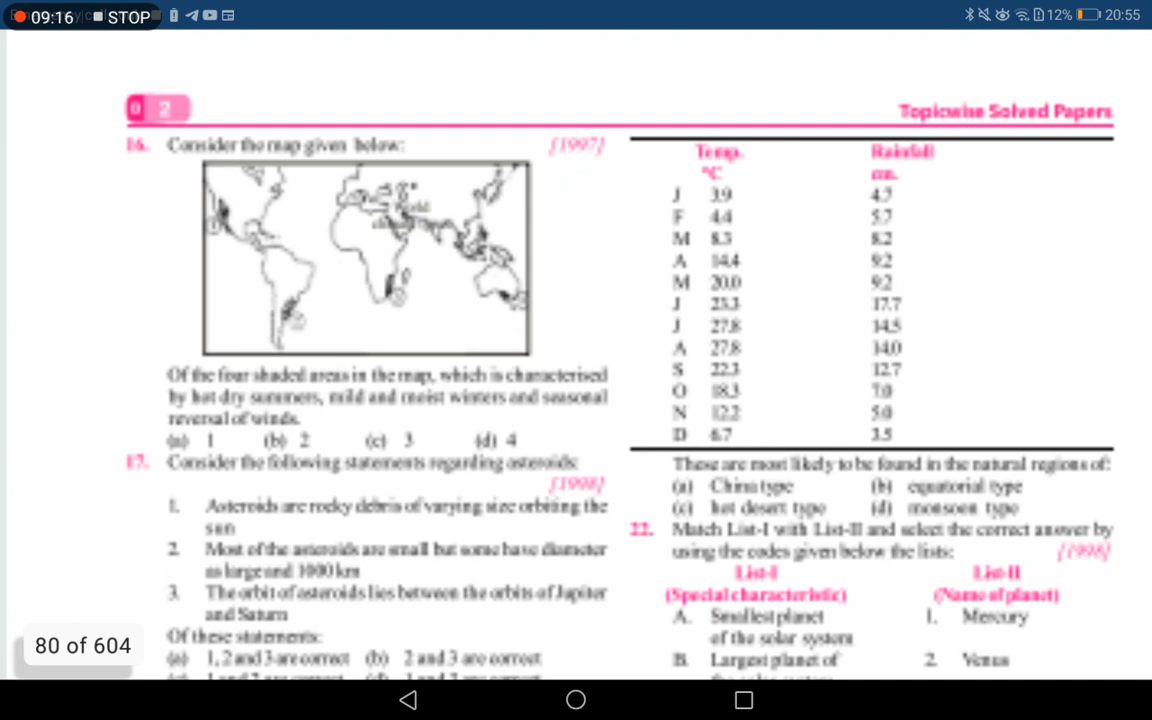 09:16 STOP
12% 20:55
0 2
Topicwise Solved Papers
16. Consider the map given below: [1997]
Of the four shaded areas in the map, which is characterised
by hot dry summers, mild and moist winters and seasonal
reversal of winds.
(a) 1 (b) 2 (c) 3 (d) 4
17. Consider the following statements regarding asteroids:
[1998]
1. Asteroids are rocky debris of varying size orbiting the
sun
2. Most of the asteroids are small but some have diameter
as large and 1000 km
3. The orbit of asteroids lies between the orbits of Jupiter
and Saturn
Of these statements:
(a) 1, 2 and 3 are correct (b) 2 and 3 are correct
80 of 604
Temp. Rainfall
°C cm.
J 3.9 4.7
F 4.4 5.7
M 8.3 8.2
A 14.4 9.2
M 20.0 9.2
J 23.3 17.7
J 27.8 14.5
A 27.8 14.0
S 22.3 12.7
O 18.3 7.0
N 12.2 5.0
D 6.7 3.5
These are most likely to be found in the natural regions of:
(a) China type (b) equatorial type
(c) hot desert type (d) monsoon type
22. Match List-I with List-II and select the correct answer by
using the codes given below the lists: [1998]
List-I List-II
(Special characteristic) (Name of planet)
A. Smallest planet 1. Mercury
of the solar system
B. Largest planet of 2. Venus